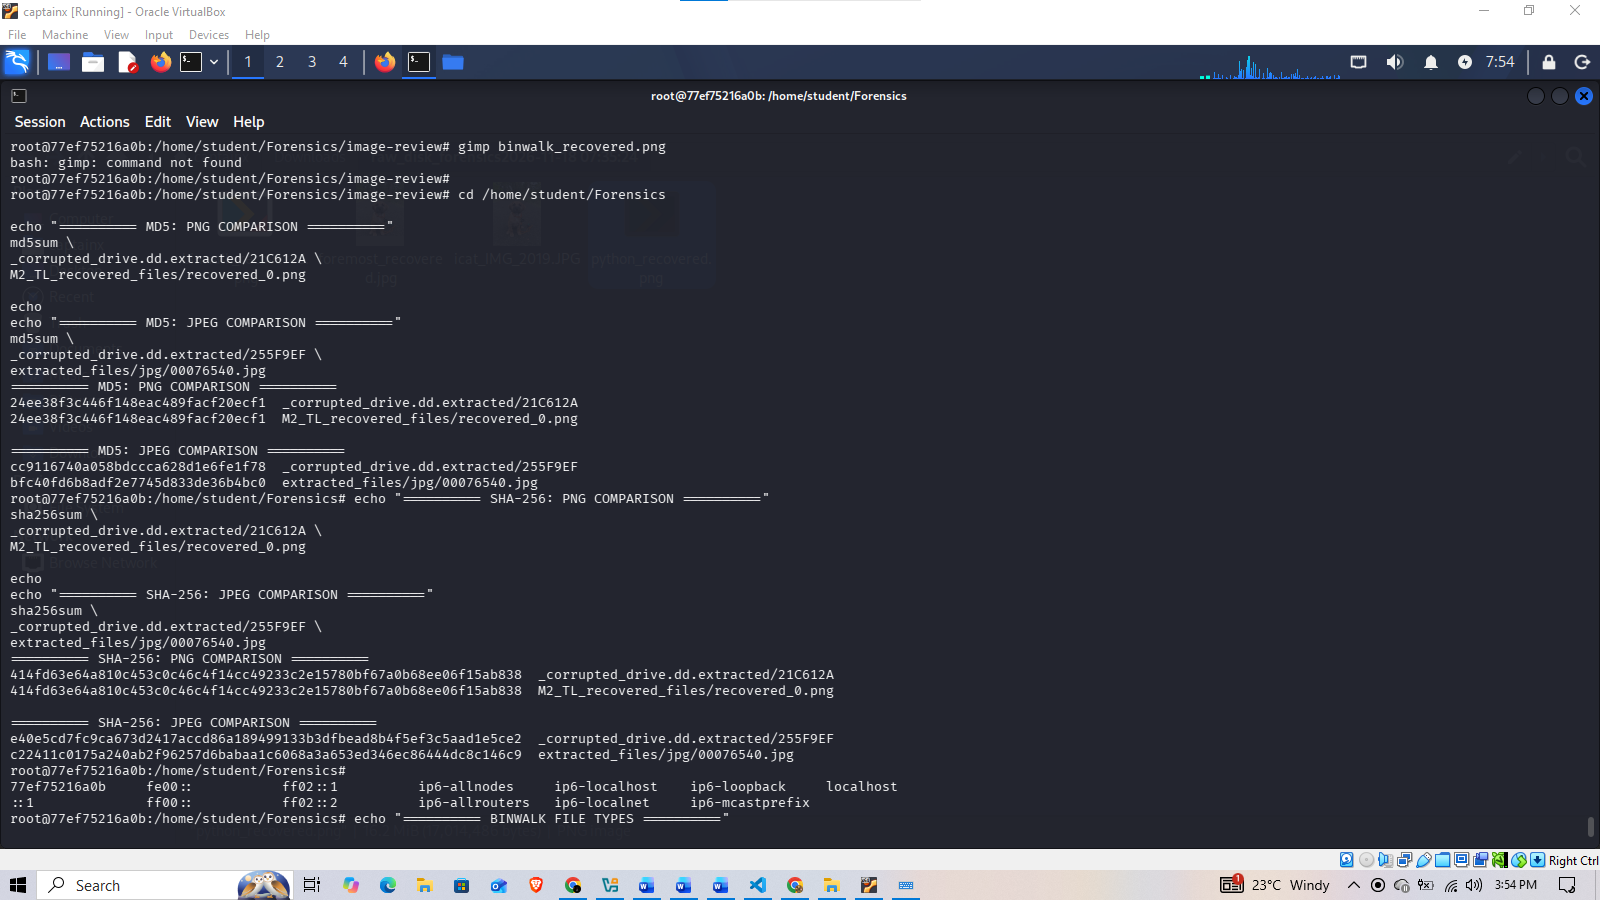 captainx [Running] - Oracle VirtualBox
File Machine View Input Devices Help
1 2 3 4 7:54
root@77ef75216a0b: /home/student/Forensics
Session Actions Edit View Help
root@77ef75216a0b:/home/student/Forensics/image-review# gimp binwalk_recovered.png
bash: gimp: command not found
root@77ef75216a0b:/home/student/Forensics/image-review#
root@77ef75216a0b:/home/student/Forensics/image-review# cd /home/student/Forensics
echo "========== MD5: PNG COMPARISON =========="
md5sum \
_corrupted_drive.dd.extracted/21C612A \
M2_TL_recovered_files/recovered_0.png
echo
echo "========== MD5: JPEG COMPARISON =========="
md5sum \
_corrupted_drive.dd.extracted/255F9EF \
extracted_files/jpg/00076540.jpg
========== MD5: PNG COMPARISON ==========
24ee38f3c446f148eac489facf20ecf1  _corrupted_drive.dd.extracted/21C612A
24ee38f3c446f148eac489facf20ecf1  M2_TL_recovered_files/recovered_0.png
========== MD5: JPEG COMPARISON ==========
cc9116740a058bdccca628d1e6fe1f78  _corrupted_drive.dd.extracted/255F9EF
bfc40fd6b8adf2e7745d833de36b4bc0  extracted_files/jpg/00076540.jpg
root@77ef75216a0b:/home/student/Forensics# echo "========== SHA-256: PNG COMPARISON =========="
sha256sum \
_corrupted_drive.dd.extracted/21C612A \
M2_TL_recovered_files/recovered_0.png
echo
echo "========== SHA-256: JPEG COMPARISON =========="
sha256sum \
_corrupted_drive.dd.extracted/255F9EF \
extracted_files/jpg/00076540.jpg
========== SHA-256: PNG COMPARISON ==========
414fd63e64a810c453c0c46c4f14cc49233c2e15780bf67a0b68ee06f15ab838  _corrupted_drive.dd.extracted/21C612A
414fd63e64a810c453c0c46c4f14cc49233c2e15780bf67a0b68ee06f15ab838  M2_TL_recovered_files/recovered_0.png
========== SHA-256: JPEG COMPARISON ==========
e40e5cd7fc9ca673d2417accd86a189499133b3dfbead8b4f5ef3c5aad1e5ce2  _corrupted_drive.dd.extracted/255F9EF
c22411c0175a240ab2f96257d6babaa1c6068a3a653ed346ec86444dc8c146c9  extracted_files/jpg/00076540.jpg
root@77ef75216a0b:/home/student/Forensics#
77ef75216a0b fe00:: ff02::1 ip6-allnodes ip6-localhost ip6-loopback localhost
::1 ff00:: ff02::2 ip6-allrouters ip6-localnet ip6-mcastprefix
root@77ef75216a0b:/home/student/Forensics# echo "========== BINWALK FILE TYPES =========="
Right Ctrl
Search 1 23°C Windy 3:54 PM